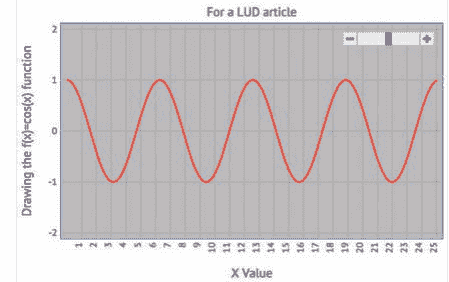 For a LUD article
Drawing the f(x)=cos(x) function
2
1
0
-1
-2
1 2 3 4 5 6 7 8 9 10 11 12 13 14 15 16 17 18 19 20 21 22 23 24 25
X Value